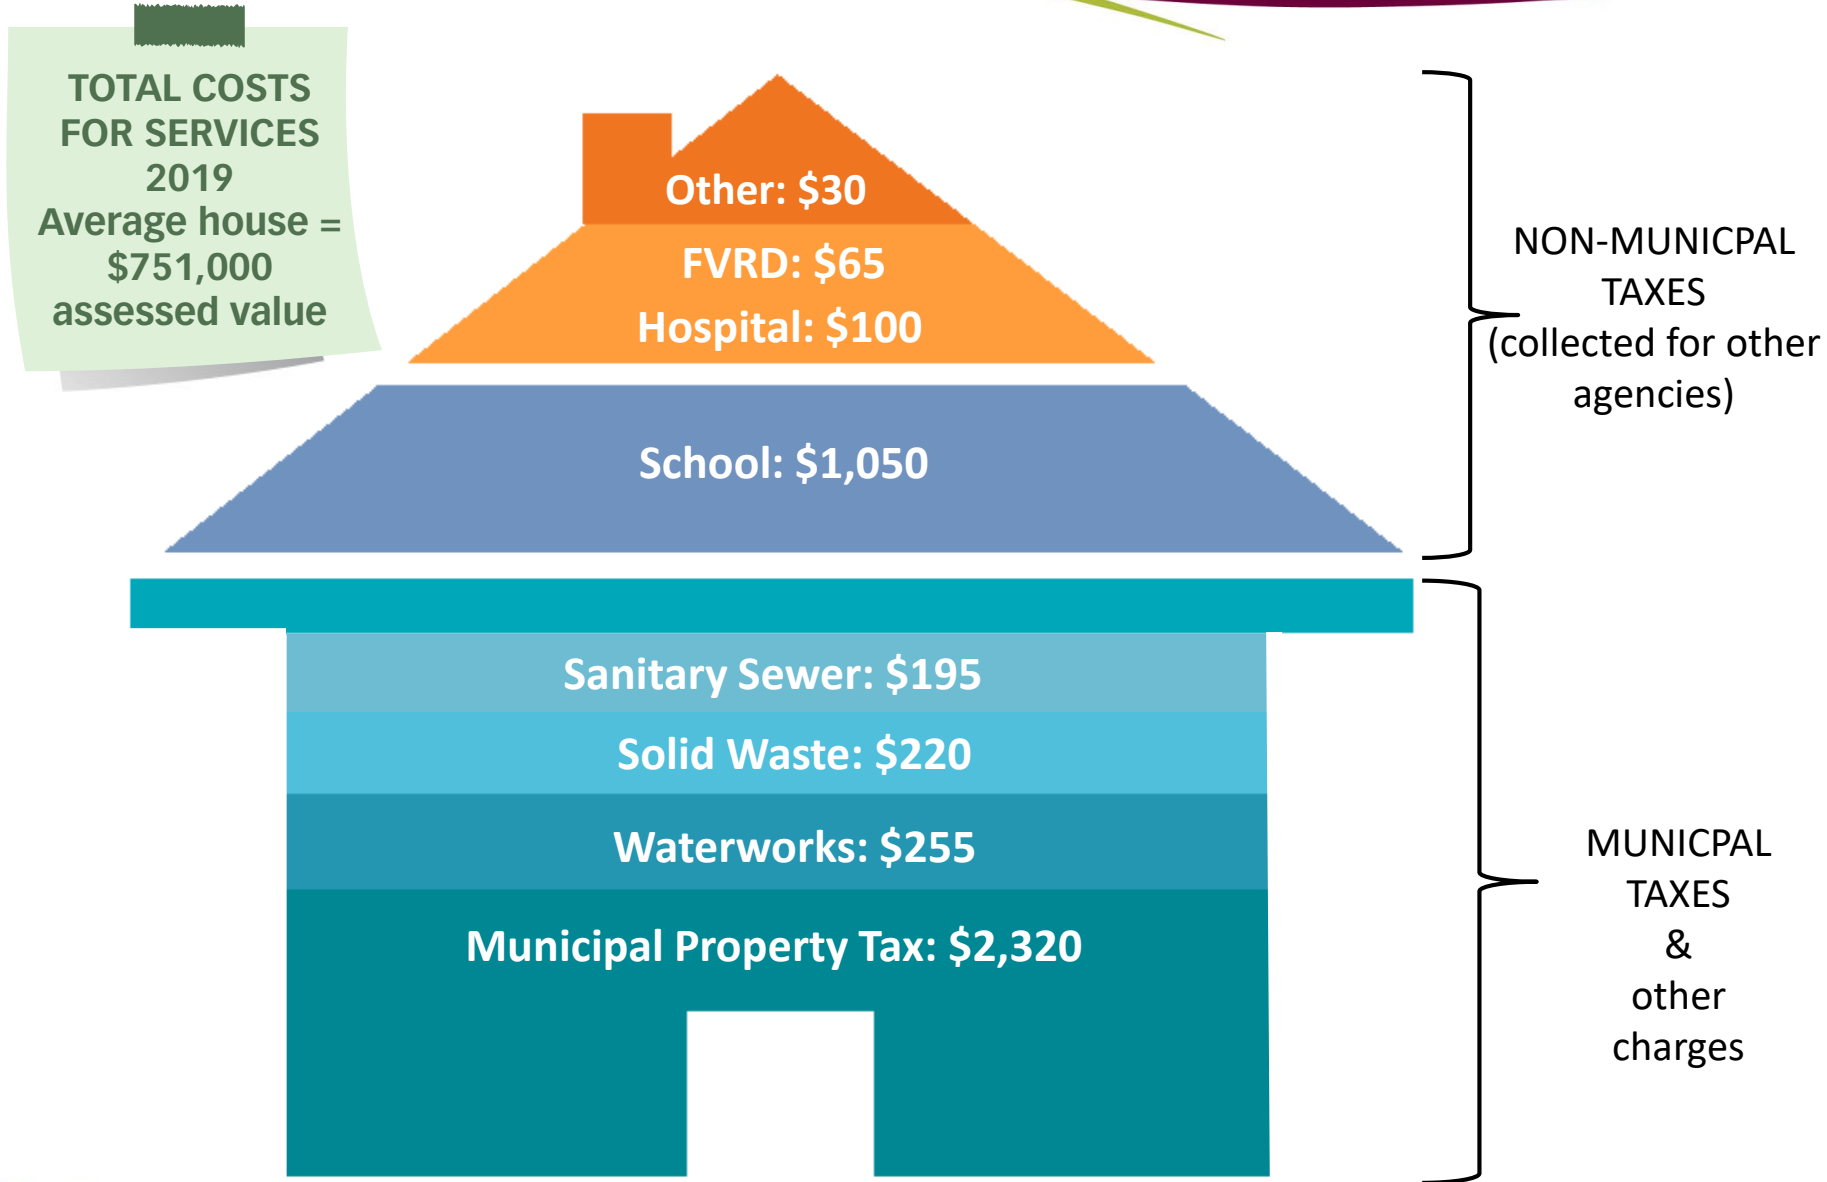 TOTAL COSTS
FOR SERVICES
2019
Average house =
$751,000
assessed value
Other: $30
FVRD: $65
Hospital: $100
School: $1,050
NON-MUNICPAL
TAXES
(collected for other
agencies)
Sanitary Sewer: $195
Solid Waste: $220
Waterworks: $255
Municipal Property Tax: $2,320
MUNICPAL
TAXES
&
other
charges